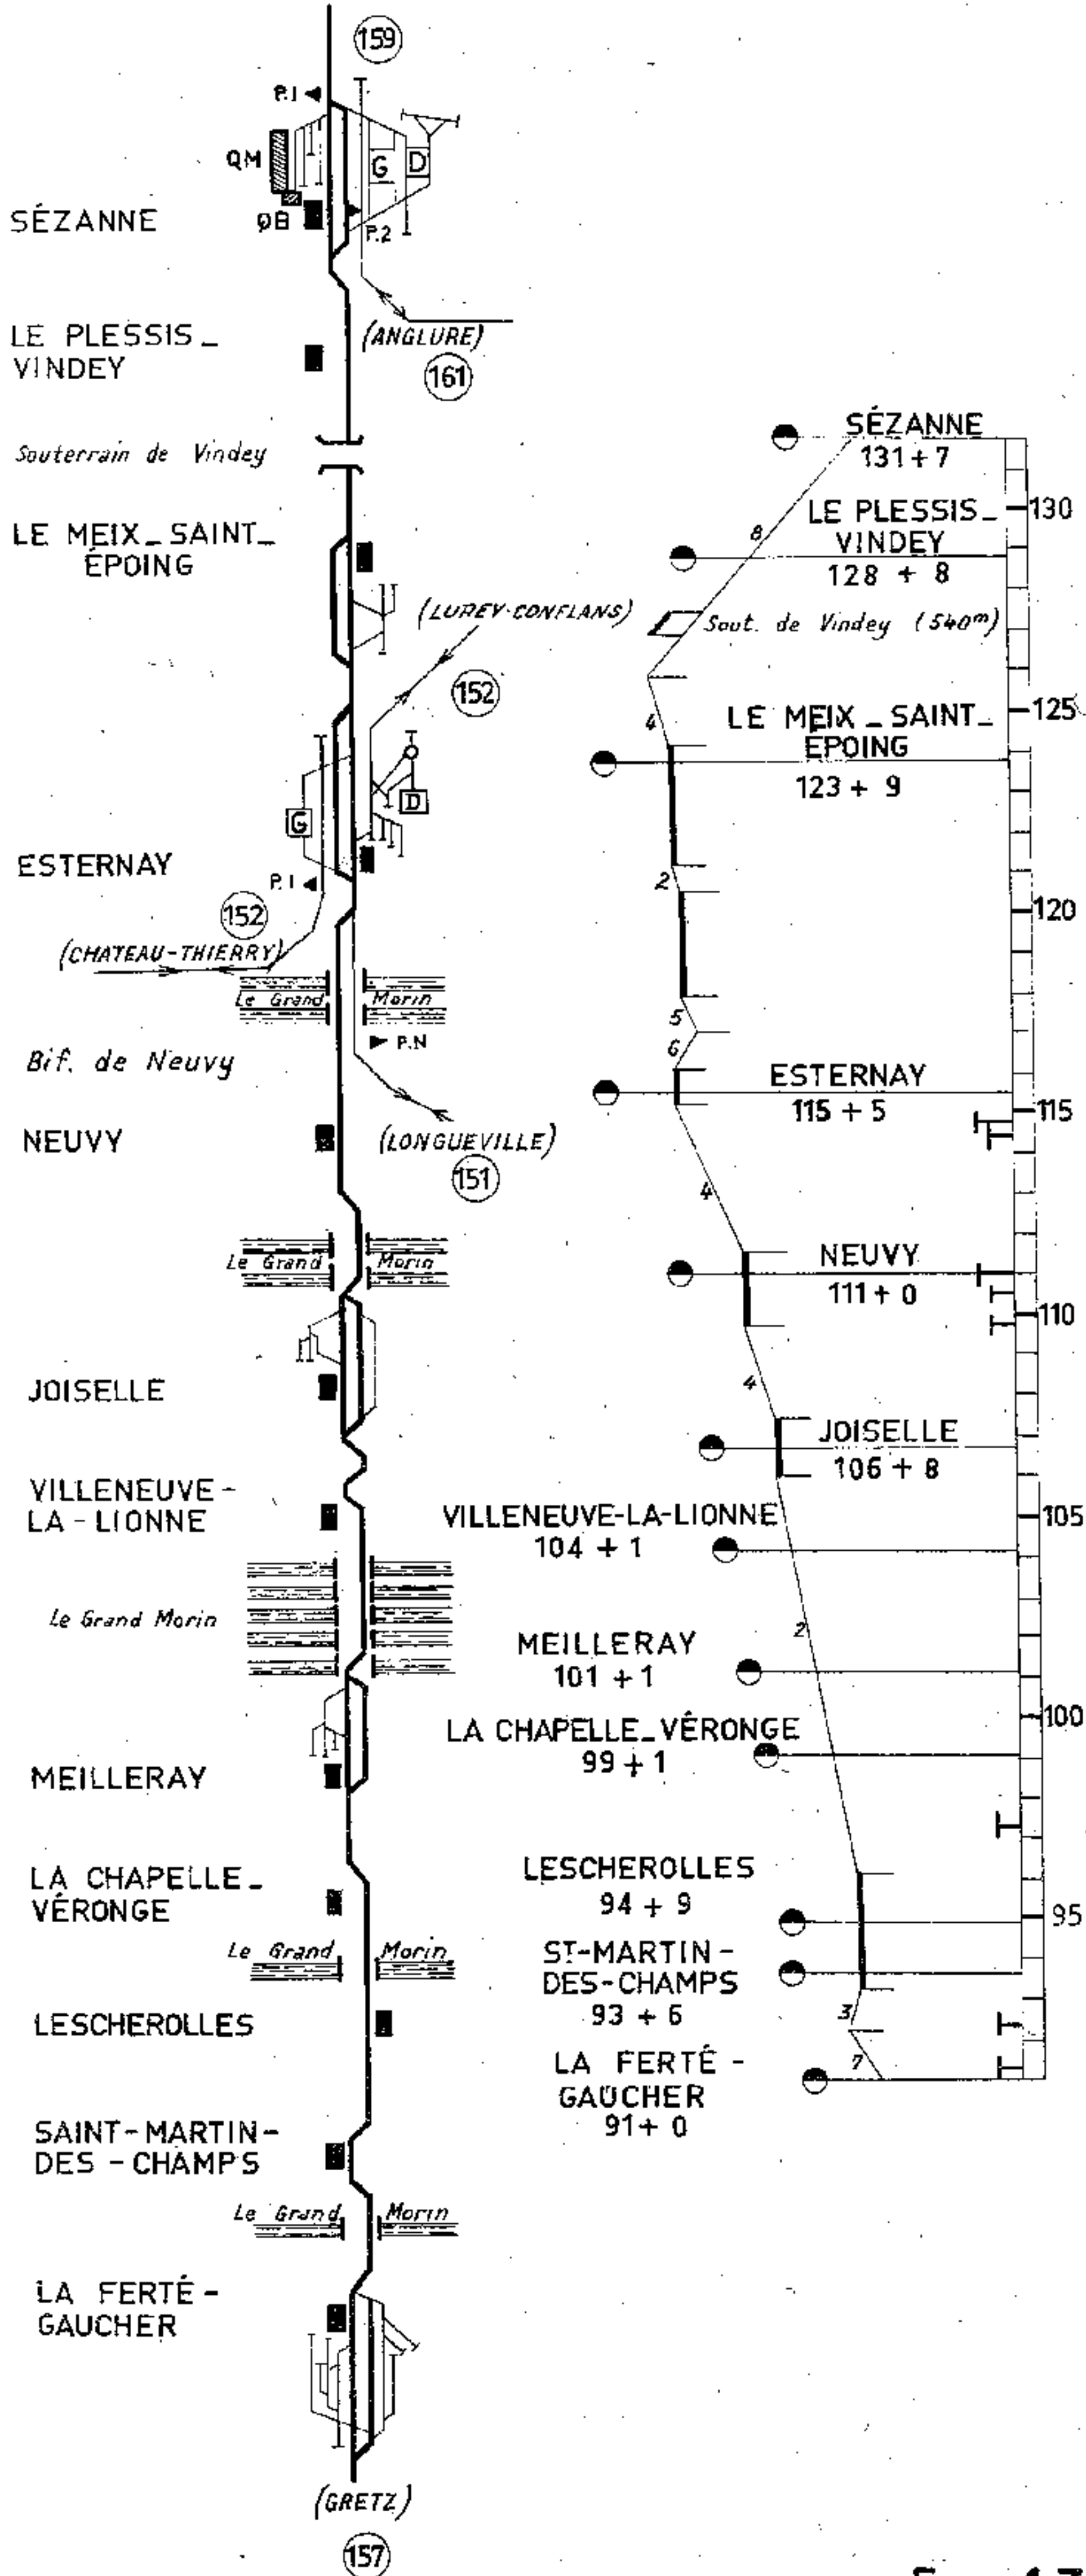 159
P.1
QM
G
D
SÉZANNE
QB
P.2
LE PLESSIS_
VINDEY
(ANGLURE)
161
Souterrain de Vindey
LE MEIX_SAINT_
ÉPOING
(LUREY-CONFLANS)
152
G
D
ESTERNAY
P.1
152
(CHATEAU-THIERRY)
Le Grand Morin
P.N
Bif. de Neuvy
NEUVY
(LONGUEVILLE)
151
Le Grand Morin
JOISELLE
VILLENEUVE-
LA-LIONNE
Le Grand Morin
MEILLERAY
LA CHAPELLE_
VÉRONGE
Le Grand Morin
LESCHEROLLES
SAINT-MARTIN-
DES-CHAMPS
Le Grand Morin
LA FERTÉ-
GAUCHER
(GRETZ)
157
SÉZANNE
131+7
130
LE PLESSIS_
VINDEY
128 + 8
8
Sout. de Vindey (540m)
125
4
LE MEIX_SAINT_
ÉPOING
123 + 9
2
120
5
6
ESTERNAY
115 + 5
115
4
NEUVY
111 + 0
110
4
JOISELLE
106 + 8
105
VILLENEUVE-LA-LIONNE
104 + 1
2
MEILLERAY
101 + 1
100
LA CHAPELLE_VÉRONGE
99 + 1
LESCHEROLLES
94 + 9
95
ST-MARTIN-
DES-CHAMPS
93 + 6
3
7
LA FERTÉ-
GAUCHER
91+ 0